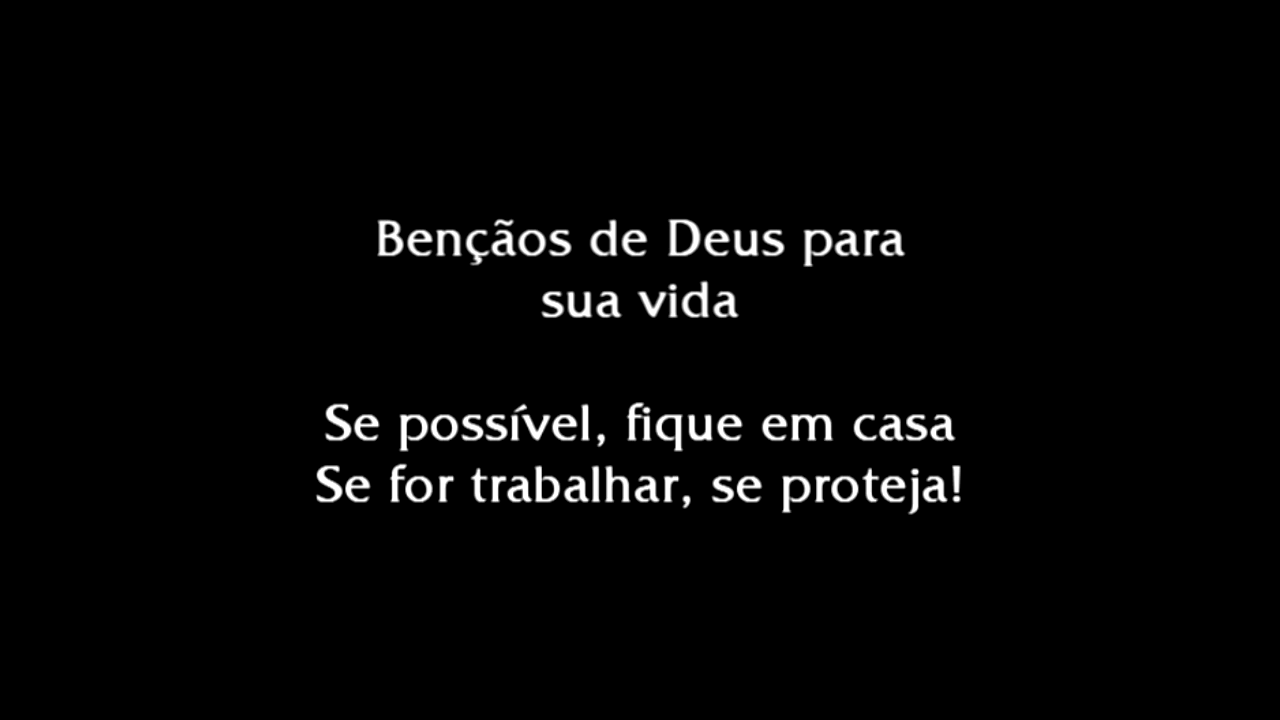 Bençãos de Deus para
sua vida
Se possível, fique em casa
Se for trabalhar, se proteja!